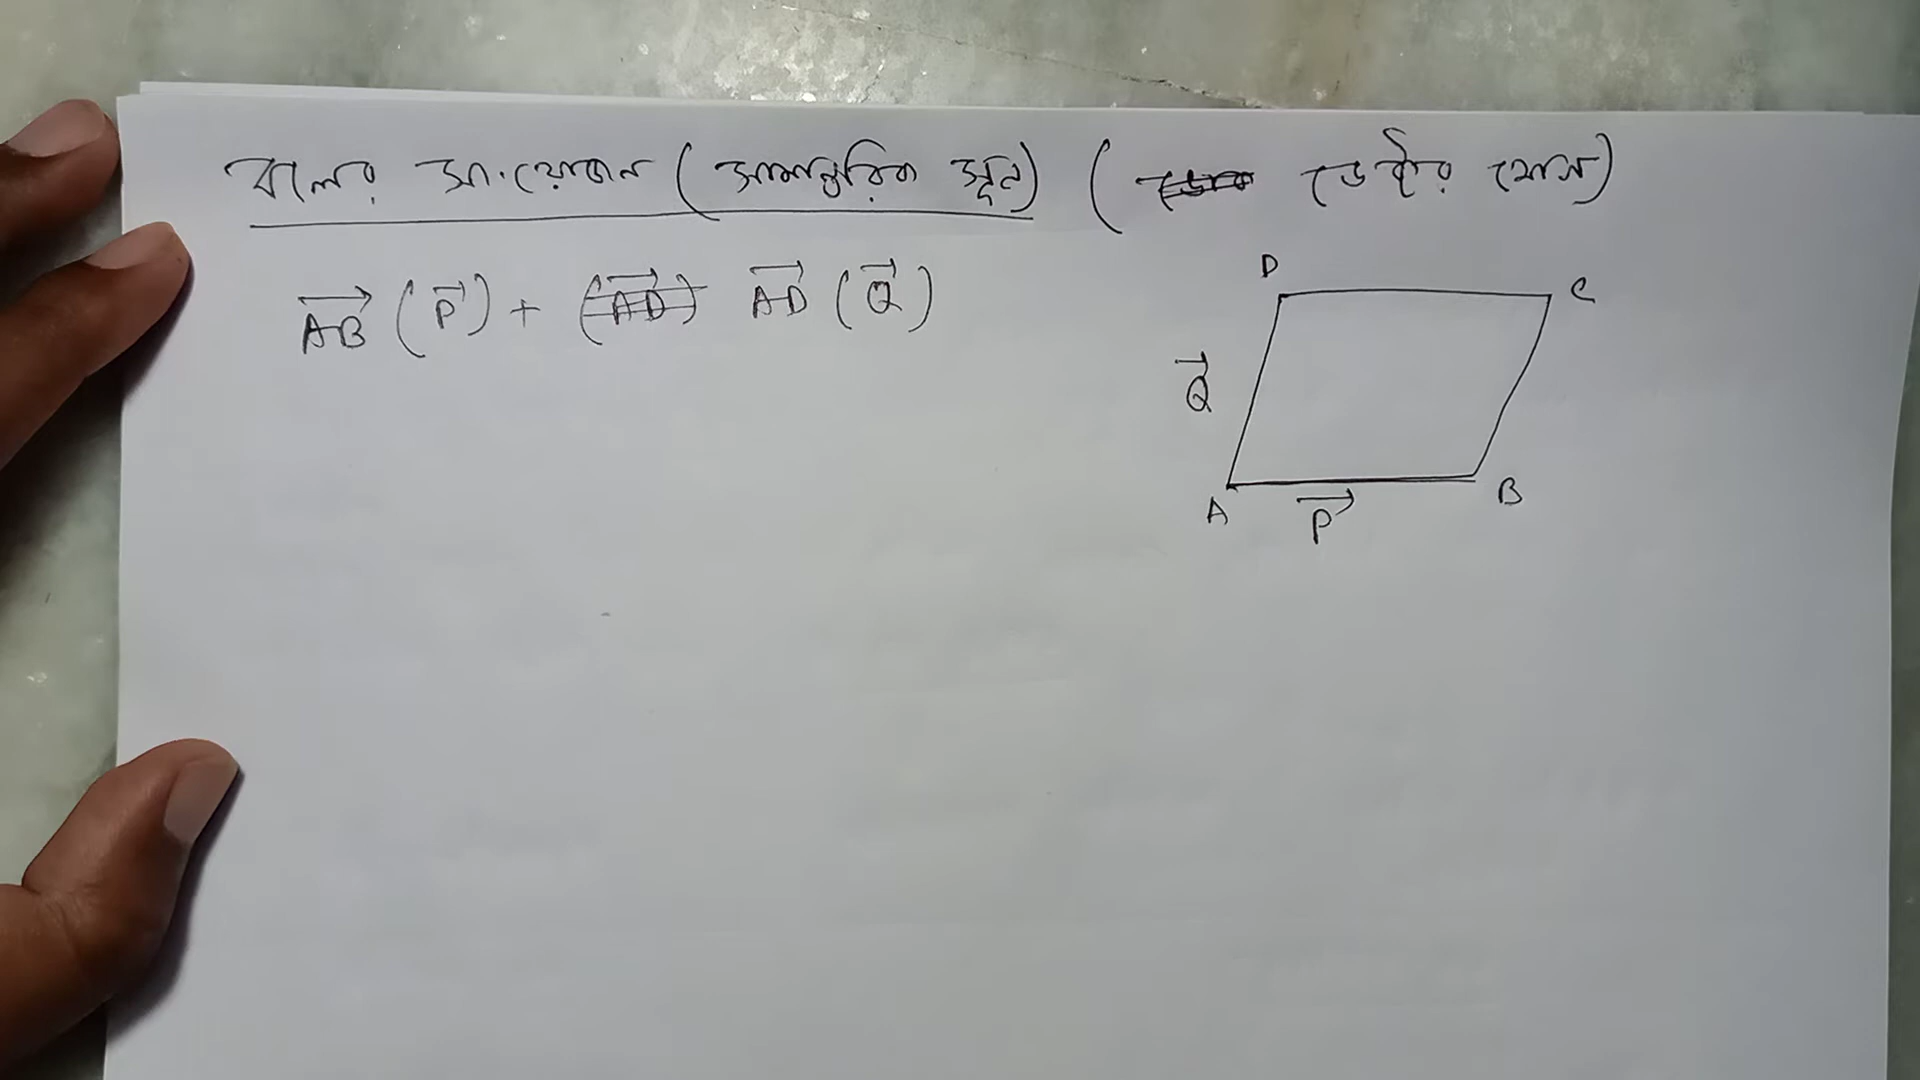 বলের সংযোজন (সামান্তরিক সূত্র) ( ভেক্টর যোগ)
AB⃗ (P⃗) + AD⃗ (Q⃗)
D C
Q⃗
A B
P⃗